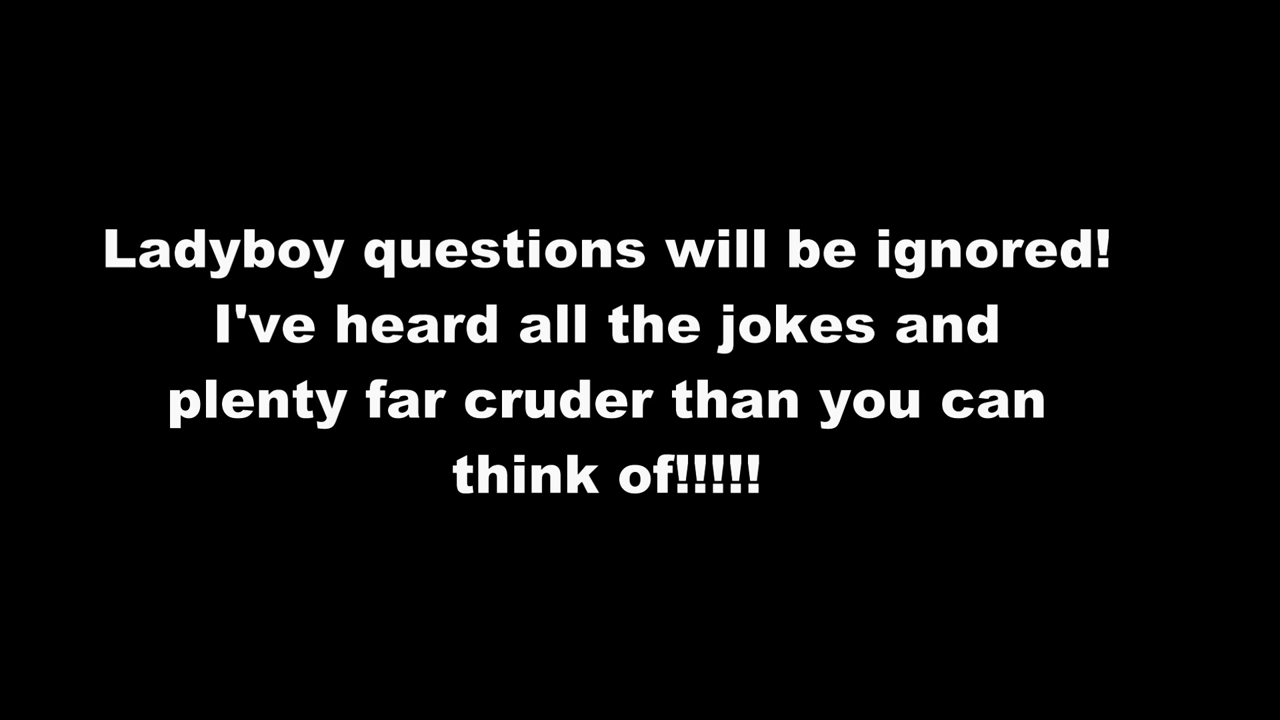 Ladyboy questions will be ignored!
I've heard all the jokes and
plenty far cruder than you can
think of!!!!!